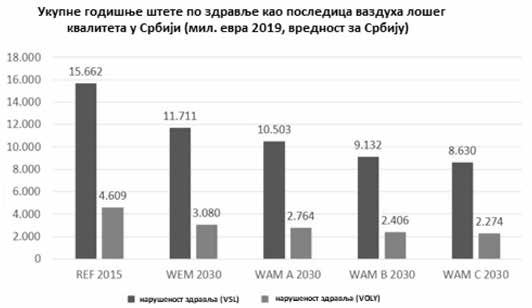 Укупне годишње штете по здравље као последица ваздуха лошег
квалитета у Србији (мил. евра 2019, вредност за Србију)
18.000
16.000
14.000
12.000
10.000
8.000
6.000
4.000
2.000
0
15.662
4.609
11.711
3.080
10.503
2.764
9.132
2.406
8.630
2.274
REF 2015
WEM 2030
WAM A 2030
WAM B 2030
WAM C 2030
нарушеност здравља (VSL)
нарушеност здравља (VOLY)